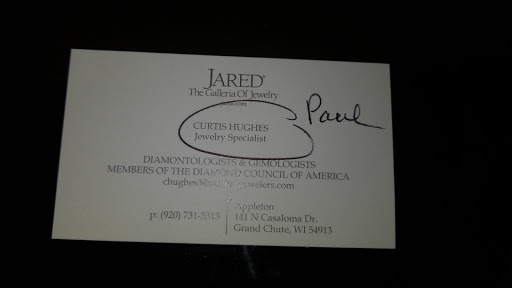 JARED
The Galleria Of Jewelry
CURTIS HUGHES
Jewelry Specialist
Paul
DIAMONTOLOGISTS & GEMOLOGISTS
MEMBERS OF THE DIAMOND COUNCIL OF AMERICA
p: (920) 731-3313
Appleton
141 N Casaloma Dr.
Grand Chute, WI 54913